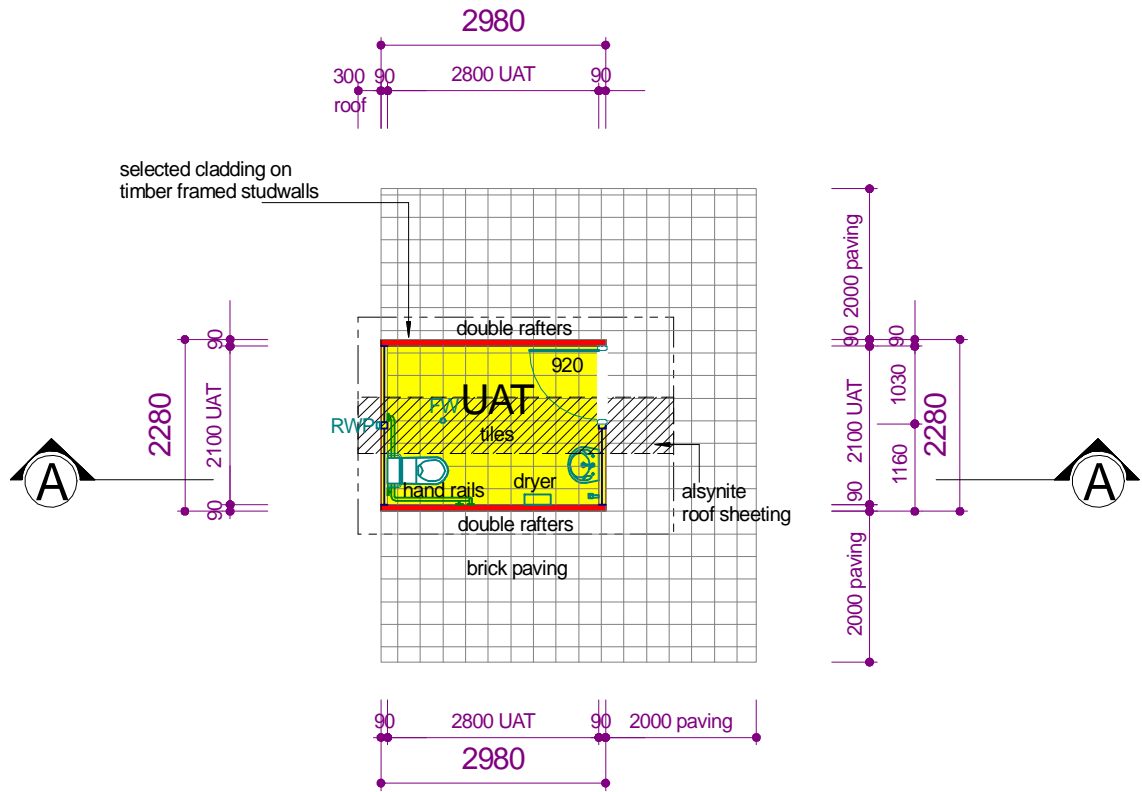 2980
300 90 2800 UAT 90
roof
selected cladding on
timber framed studwalls
2000 paving
double rafters
90
90
90
920
UAT
FW
RWP
tiles
2280
2100 UAT
1030
2100 UAT
2280
1160
A
A
hand rails
dryer
alsynite
roof sheeting
90
90
double rafters
brick paving
2000 paving
90 2800 UAT 90 2000 paving
2980